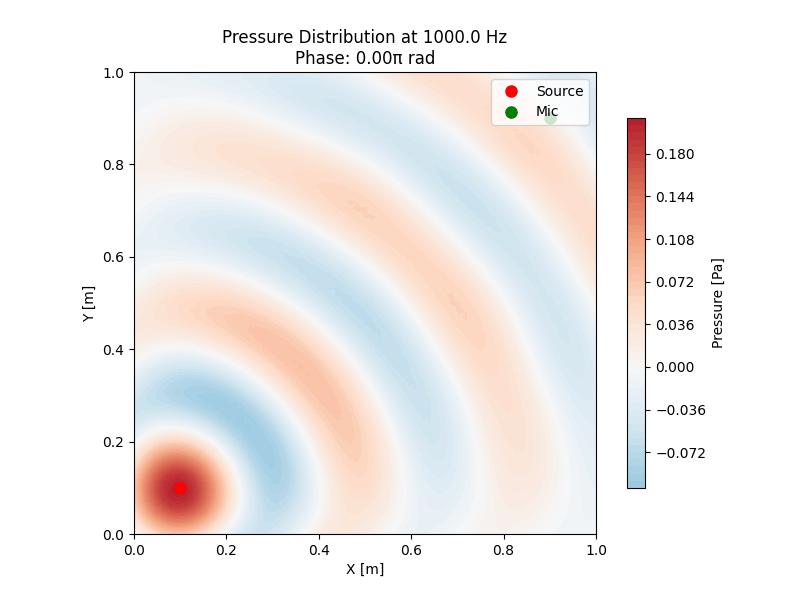 Pressure Distribution at 1000.0 Hz
Phase: 0.00π rad
Source
Mic
1.0
0.8
0.6
0.4
0.2
0.0
Y [m]
0.0 0.2 0.4 0.6 0.8 1.0
X [m]
0.180
0.144
0.108
0.072
0.036
0.000
−0.036
−0.072
Pressure [Pa]